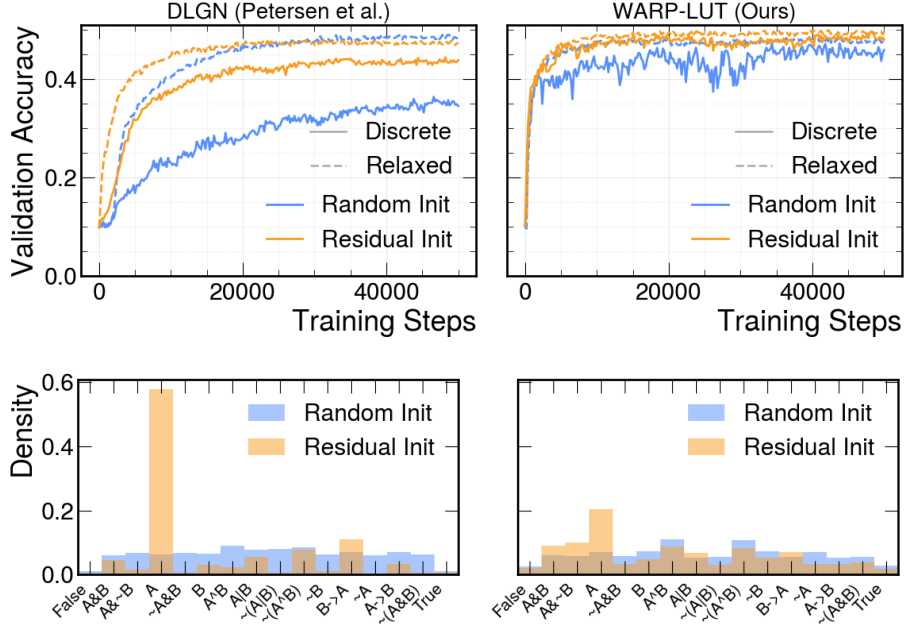 DLGN (Petersen et al.)
WARP-LUT (Ours)
Validation Accuracy
0.4
0.2
0.0
Discrete
Relaxed
Random Init
Residual Init
0
20000
40000
Training Steps
Discrete
Relaxed
Random Init
Residual Init
0
20000
40000
Training Steps
Density
0.6
0.4
0.2
0.0
Random Init
Residual Init
False
A&B
A&~B
A
~A&B
B
A^B
A|B
~(A|B)
~(A^B)
~B
B->A
~A
A->B
~(A&B)
True
Random Init
Residual Init
False
A&B
A&~B
A
~A&B
B
A^B
A|B
~(A|B)
~(A^B)
~B
B->A
~A
A->B
~(A&B)
True